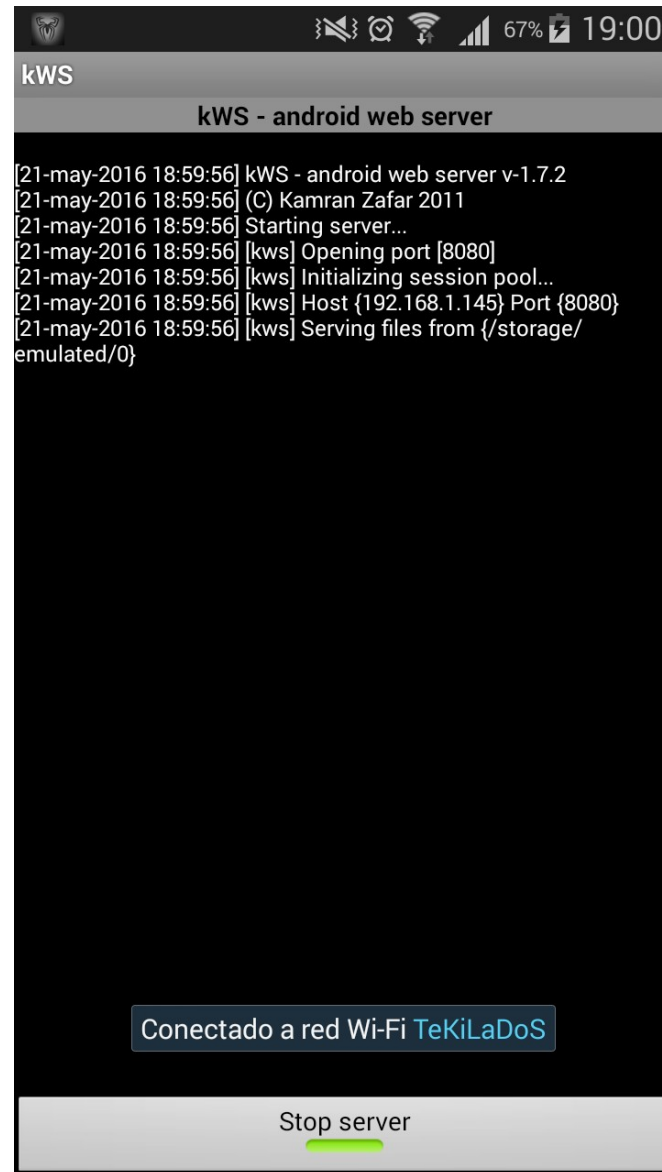 67% 19:00
kWS
kWS - android web server
[21-may-2016 18:59:56] kWS - android web server v-1.7.2
[21-may-2016 18:59:56] (C) Kamran Zafar 2011
[21-may-2016 18:59:56] Starting server...
[21-may-2016 18:59:56] [kws] Opening port [8080]
[21-may-2016 18:59:56] [kws] Initializing session pool...
[21-may-2016 18:59:56] [kws] Host {192.168.1.145} Port {8080}
[21-may-2016 18:59:56] [kws] Serving files from {/storage/
emulated/0}
Conectado a red Wi-Fi TeKiLaDoS
Stop server